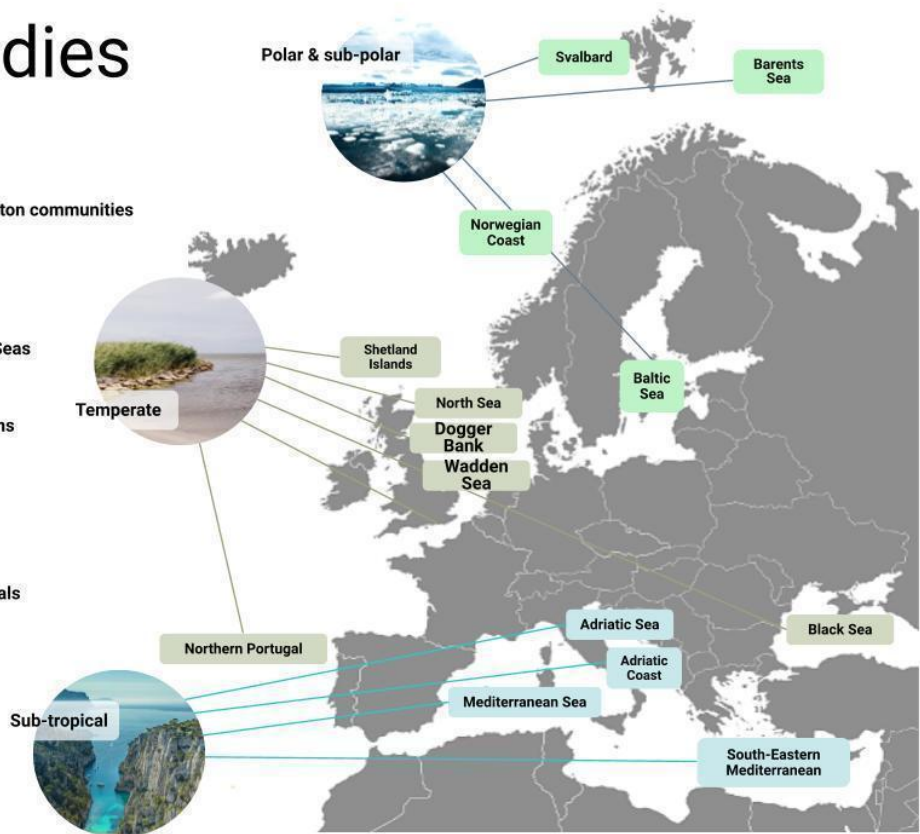 dies
Polar & sub-polar
Svalbard
Barents
Sea
ton communities
Norwegian
Coast
Seas
Shetland
Islands
Baltic
Sea
Temperate
North Sea
ns
Dogger
Bank
Wadden
Sea
als
Adriatic Sea
Black Sea
Northern Portugal
Adriatic
Coast
Mediterranean Sea
Sub-tropical
South-Eastern
Mediterranean